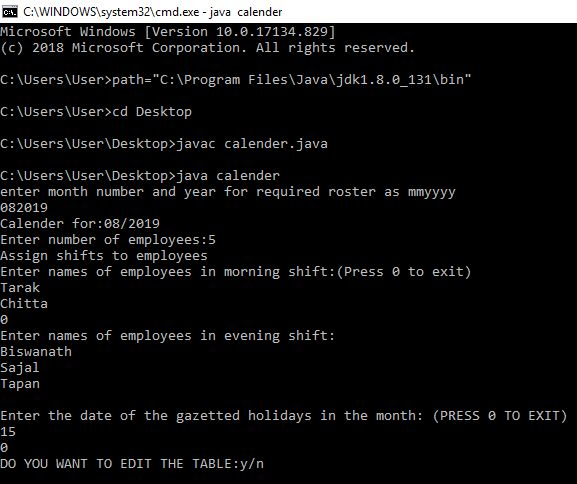 C:\WINDOWS\system32\cmd.exe - java  calender
Microsoft Windows [Version 10.0.17134.829]
(c) 2018 Microsoft Corporation. All rights reserved.
C:\Users\User>path="C:\Program Files\Java\jdk1.8.0_131\bin"
C:\Users\User>cd Desktop
C:\Users\User\Desktop>javac calender.java
C:\Users\User\Desktop>java calender
enter month number and year for required roster as mmyyyy
082019
Calender for:08/2019
Enter number of employees:5
Assign shifts to employees
Enter names of employees in morning shift:(Press 0 to exit)
Tarak
Chitta
0
Enter names of employees in evening shift:
Biswanath
Sajal
Tapan
Enter the date of the gazetted holidays in the month: (PRESS 0 TO EXIT)
15
0
DO YOU WANT TO EDIT THE TABLE:y/n